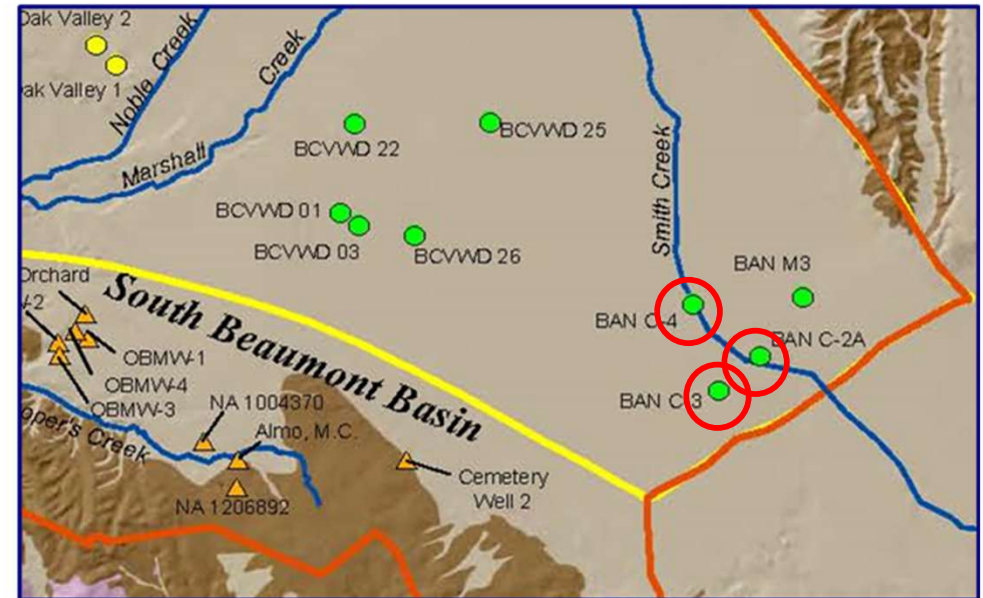 Oak Valley 2
ak Valley 1
Noble Creek
Creek
Marshall
BCVWD 22
BCVWD 25
Smith Creek
BCVWD 01
BCVWD 03
BCVWD 26
BAN M3
BAN C-4
BAN C-2A
BAN C-3
South Beaumont Basin
Orchard
-2
OBMW-1
OBMW-4
OBMW-3
NA 1004370
Almo, M.C.
oper's Creek
Cemetery
Well 2
NA 1206892